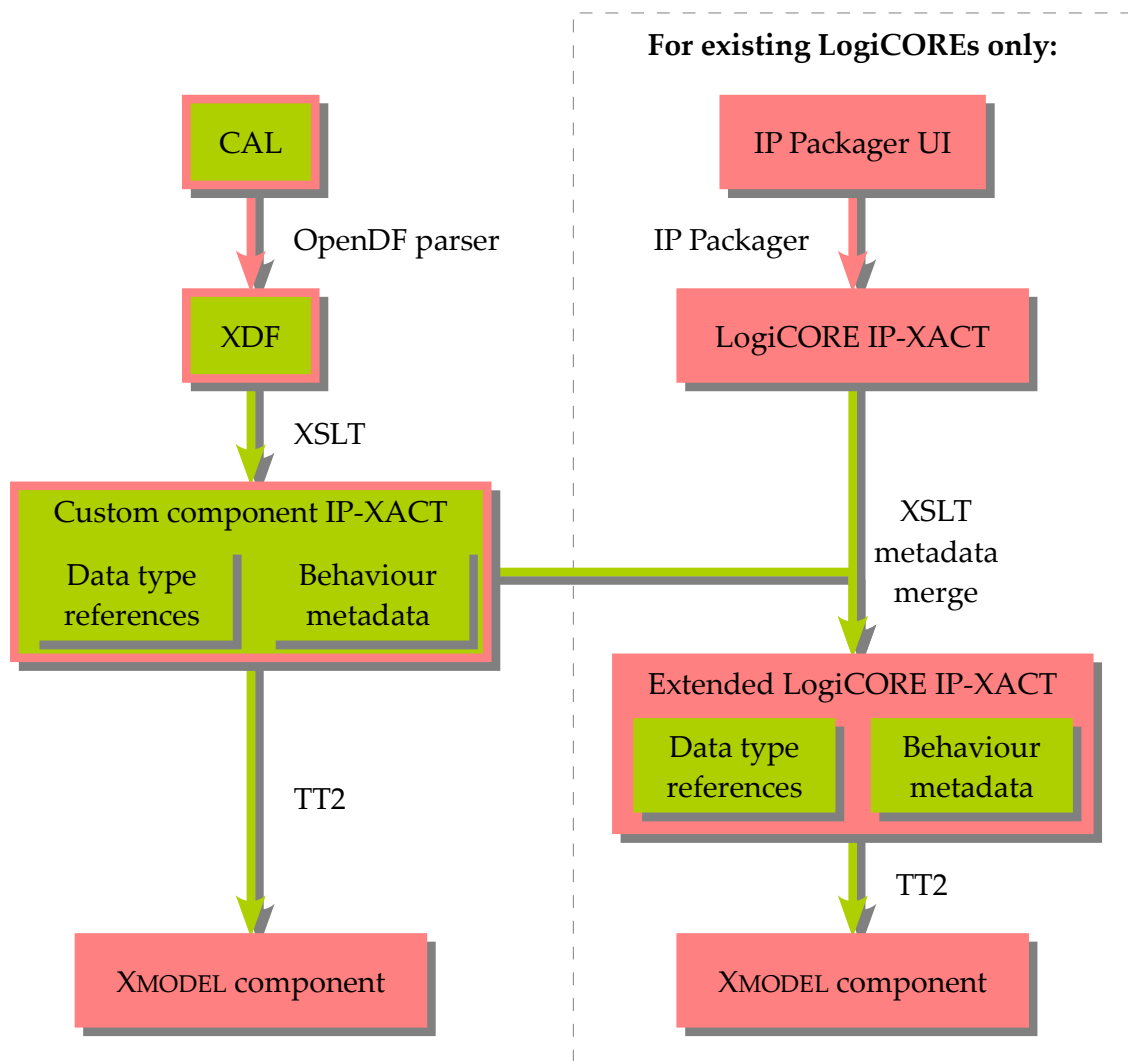 For existing LogiCOREs only:
CAL
OpenDF parser
XDF
XSLT
Custom component IP-XACT
Data type
references
Behaviour
metadata
TT2
XMODEL component
IP Packager UI
IP Packager
LogiCORE IP-XACT
XSLT
metadata
merge
Extended LogiCORE IP-XACT
Data type
references
Behaviour
metadata
TT2
XMODEL component